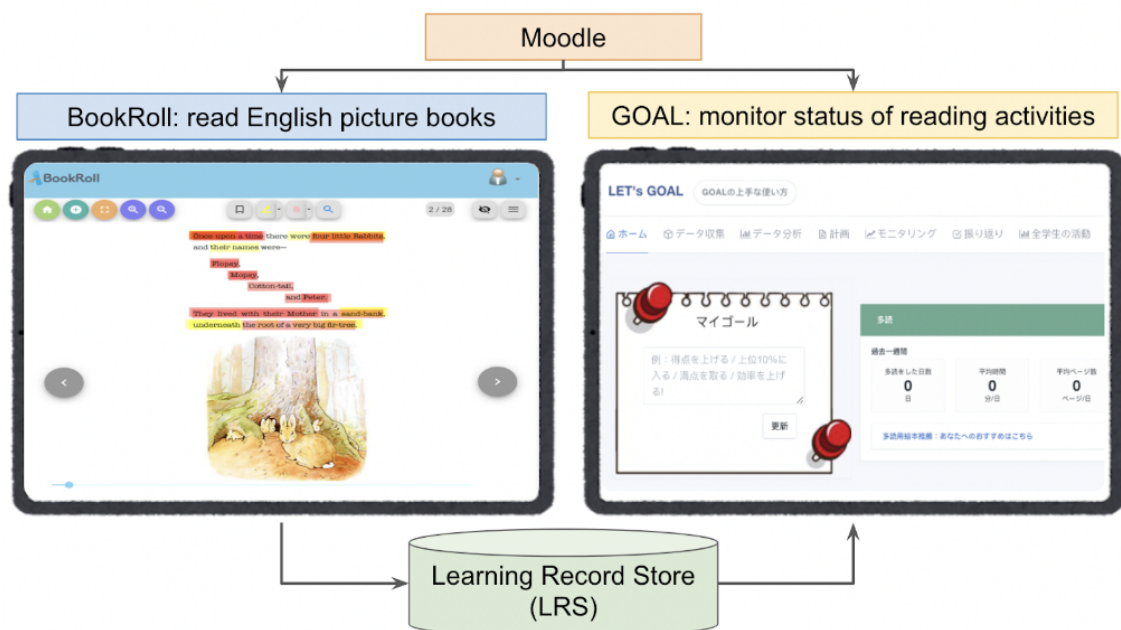 Moodle
BookRoll: read English picture books
GOAL: monitor status of reading activities
BookRoll
2 / 28
Once upon a time there were four little Rabbits,
and their names were—
Flopsy,
Mopsy,
Cotton-tail,
and Peter.
They lived with their Mother in a sand-bank,
underneath the root of a very big fir-tree.
LET's GOAL
GOALの上手な使い方
ホーム
データ収集
データ分析
計画
モニタリング
振り返り
全学生の活動
マイゴール
例：得点を上げる / 上位10%に
入る / 満点を取る / 効率を上げ
る!
更新
多読
過去一週間
多読をした日数
0
日
平均時間
0
分/日
平均ページ数
0
ページ/日
多読用絵本推薦：あなたへのおすすめはこちら
Learning Record Store
(LRS)